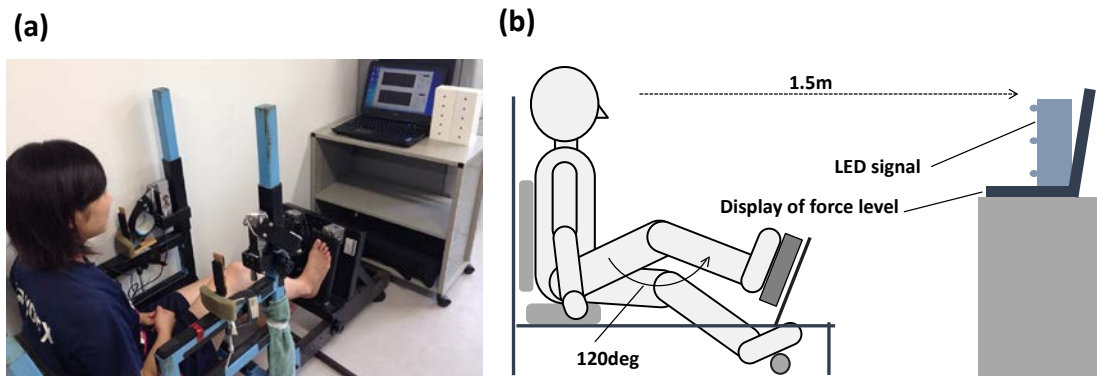 (a)
(b)
1.5m
LED signal
Display of force level
120deg